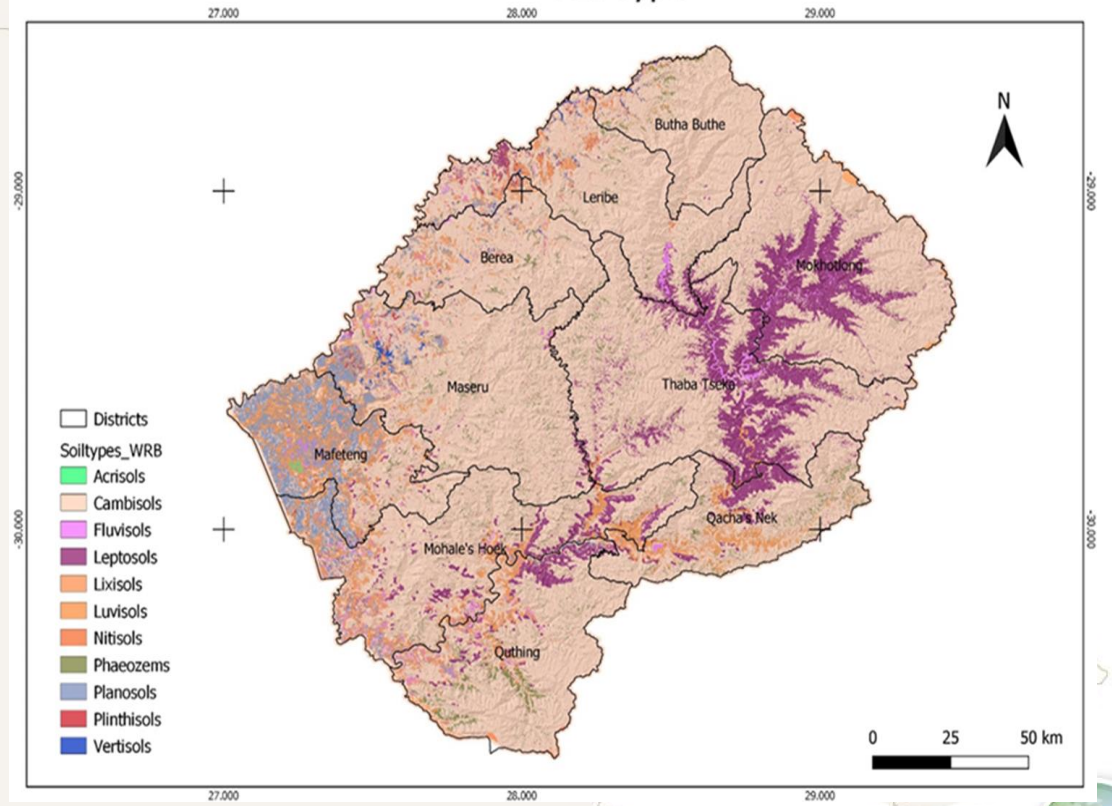 27.000 28.000 29.000
N
Butha Buthe
-29.000 -29.000
Leribe
Berea
Mokhotlong
Maseru
Thaba Tseka
Districts
Soiltypes_WRB
Mafeteng
Acrisols
Cambisols
Fluvisols
Qacha's Nek
-30.000 -30.000
Mohale's Hoek
Leptosols
Lixisols
Luvisols
Nitisols
Quthing
Phaeozems
Planosols
Plinthisols
Vertisols
0 25 50 km
27.000 28.000 29.000